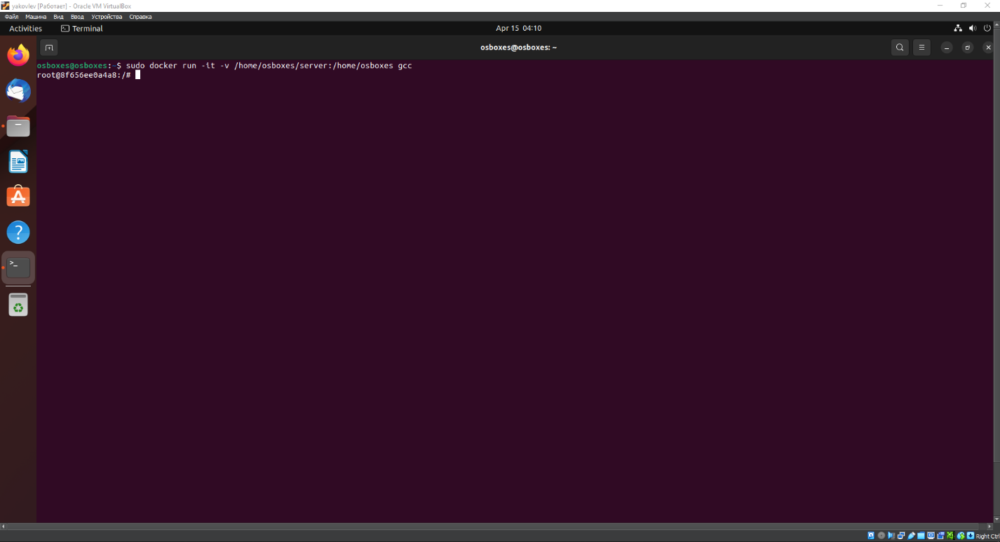 yakovlev [Работает] - Oracle VM VirtualBox
Файл Машина Вид Ввод Устройства Справка
Activities Terminal Apr 15 04:10
osboxes@osboxes: ~
osboxes@osboxes:~$ sudo docker run -it -v /home/osboxes/server:/home/osboxes gcc
root@8f656ee0a4a8:/#
Right Ctrl